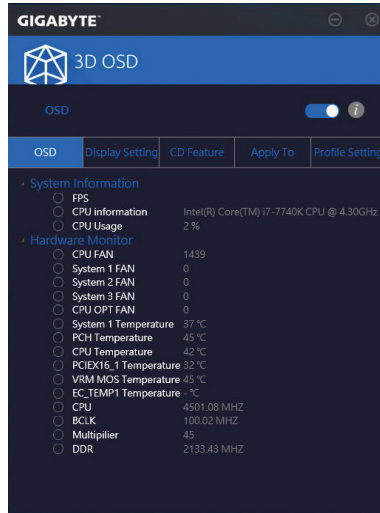 GIGABYTE™
3D OSD
OSD
OSD Display Setting CD Feature Apply To Profile Setting
System Information
FPS
CPU information Intel(R) Core(TM) i7-7740K CPU @ 4.30GHz
CPU Usage 2 %
Hardware Monitor
CPU FAN 1439
System 1 FAN 0
System 2 FAN 0
System 3 FAN 0
CPU OPT FAN 0
System 1 Temperature 37 ℃
PCH Temperature 45 ℃
CPU Temperature 42 ℃
PCIEX16_1 Temperature 32 ℃
VRM MOS Temperature 45 ℃
EC_TEMP1 Temperature - ℃
CPU 4501.08 MHZ
BCLK 100.02 MHZ
Multipilier 45
DDR 2133.43 MHZ